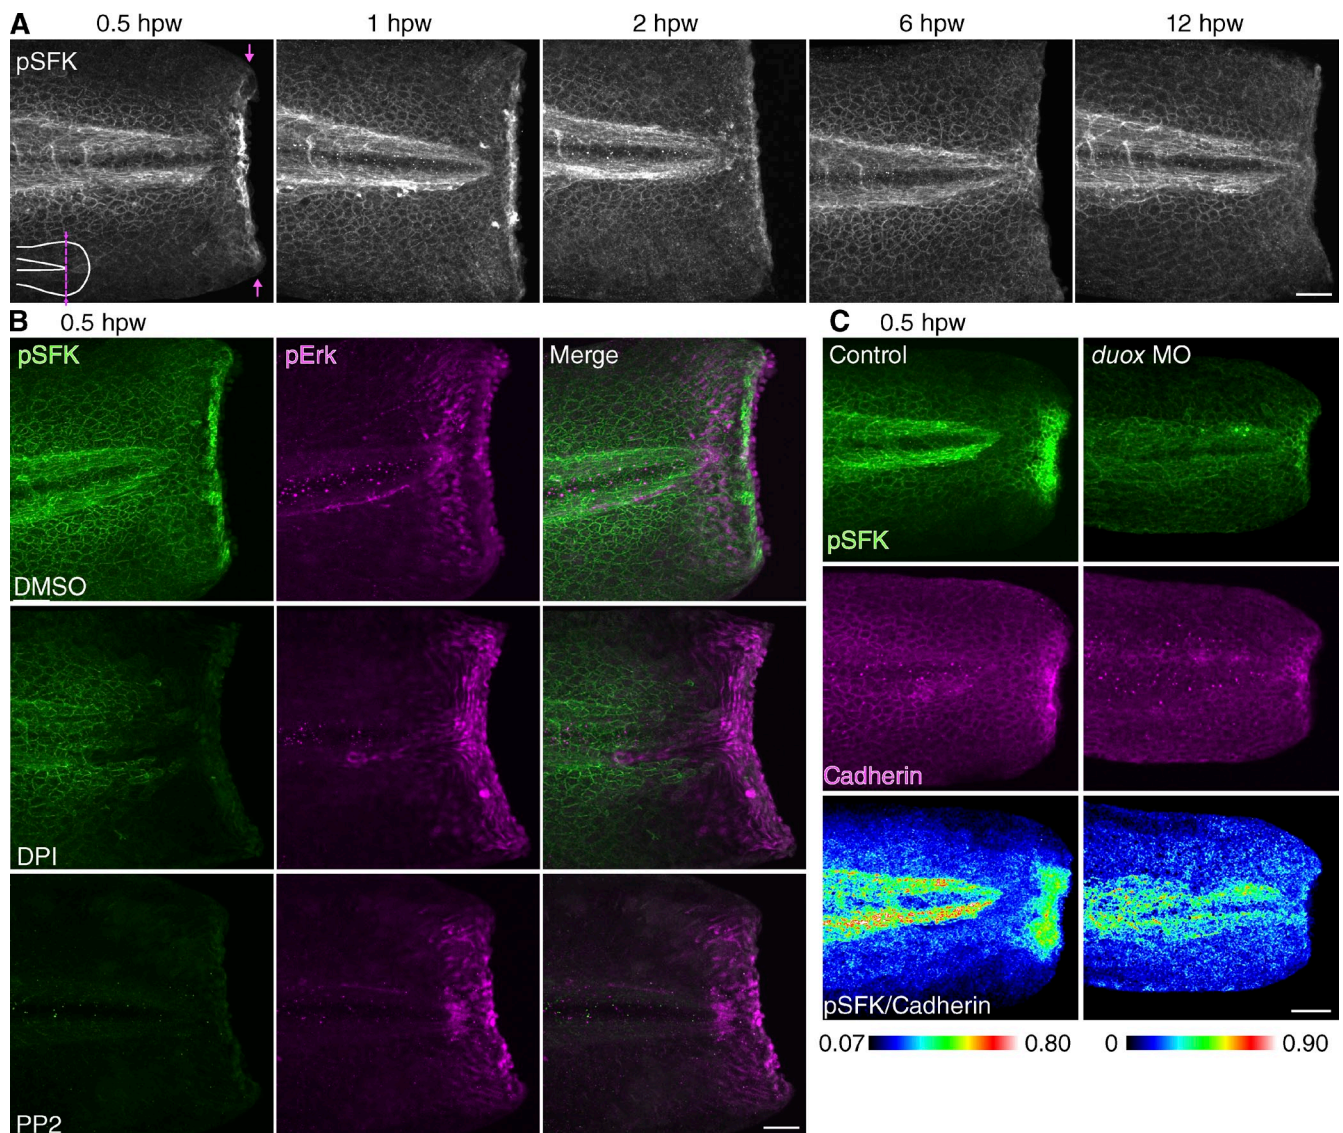 A
0.5 hpw 1 hpw 2 hpw 6 hpw 12 hpw
pSFK
B 0.5 hpw
pSFK pErk Merge
DMSO
DPI
PP2
C 0.5 hpw
Control duox MO
pSFK
Cadherin
pSFK/Cadherin
0.07 0.80 0 0.90